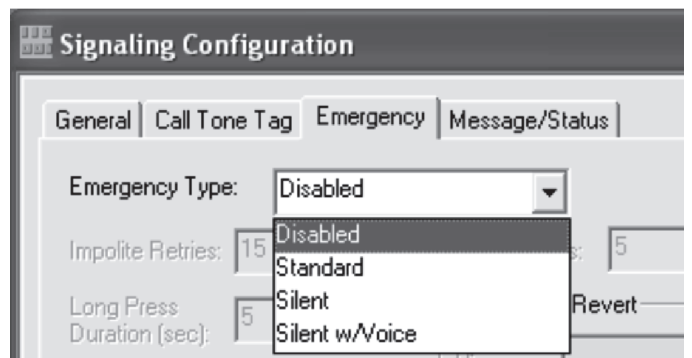 Signaling Configuration
General Call Tone Tag Emergency Message/Status
Emergency Type: Disabled
Disabled
Impolite Retries: 15 s: 5
Standard
Long Press Duration (sec): 5
Silent
Revert
Silent w/Voice